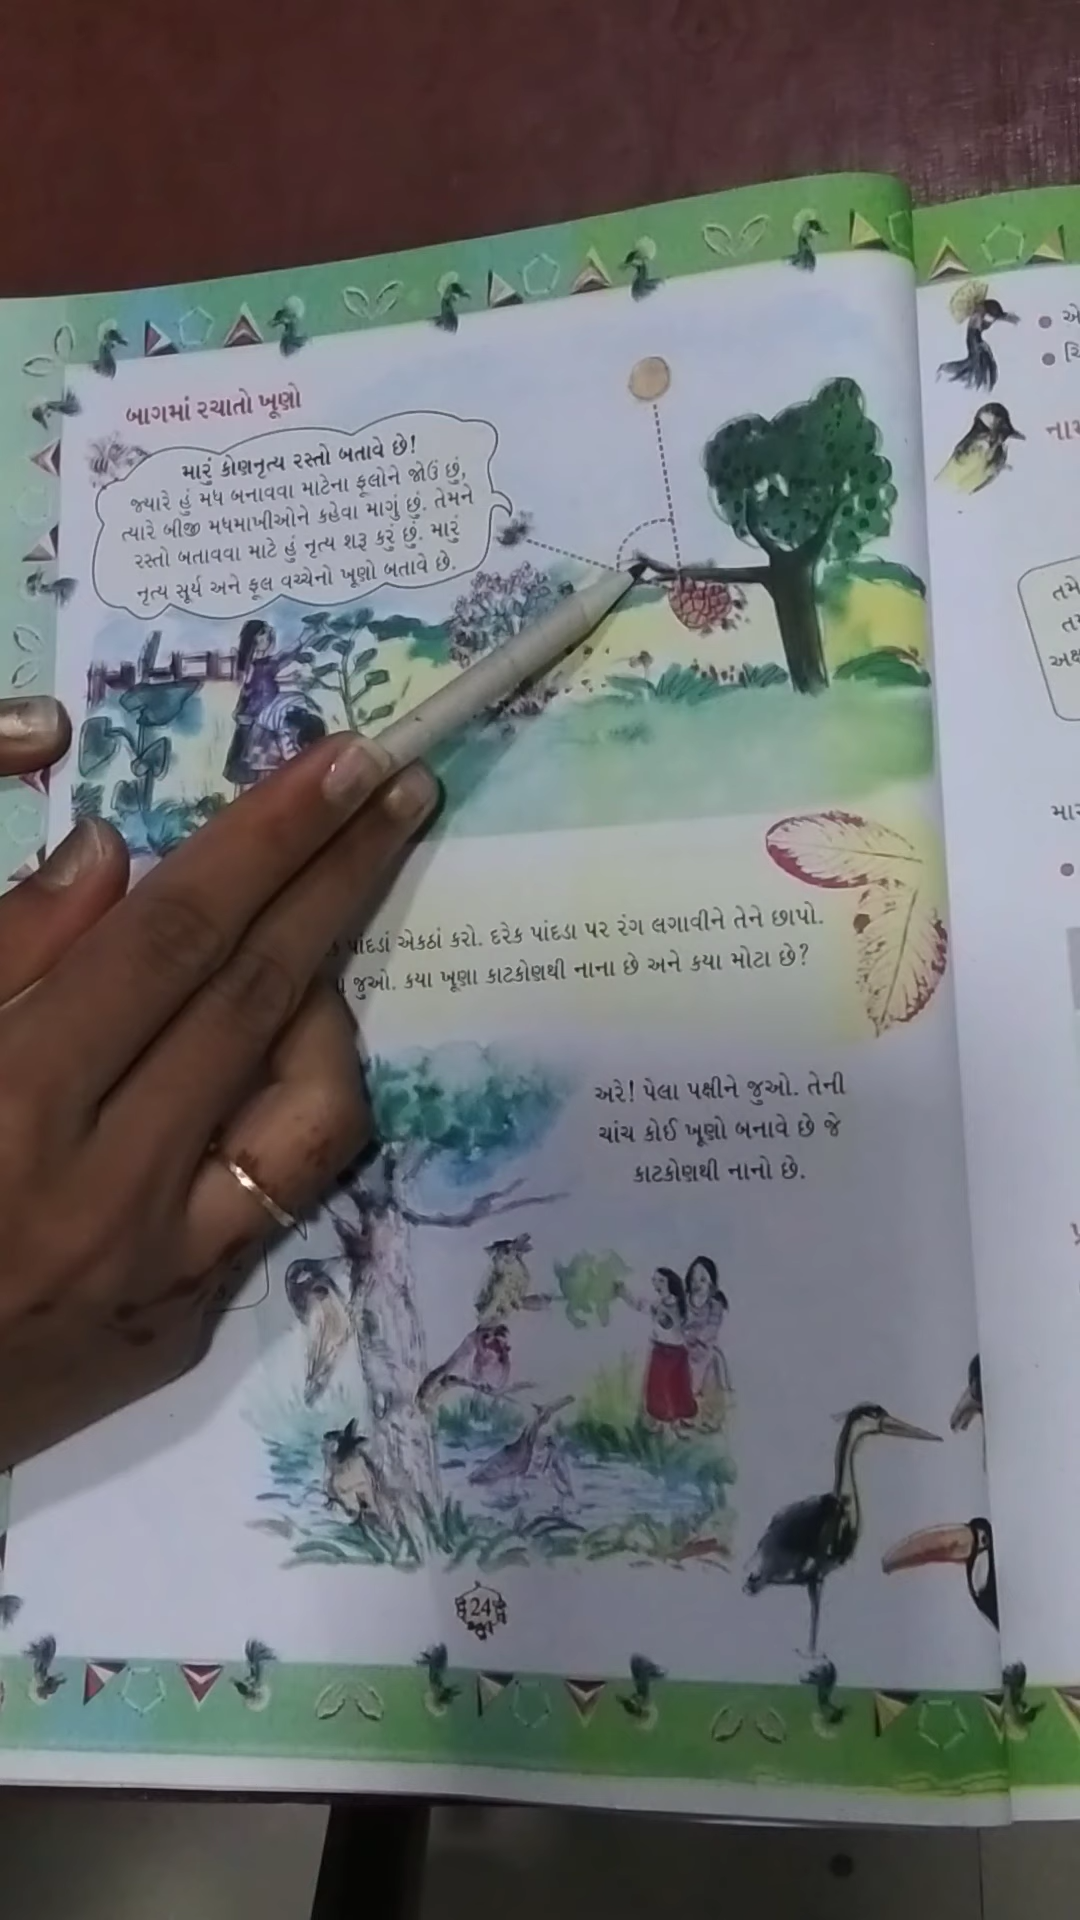 બાગમાં રચાતો ખૂણો
મારું કોણનૃત્ય રસ્તો બતાવે છે!
જ્યારે હું મધ બનાવવા માટેના ફૂલોને જોઉં છું,
ત્યારે બીજી મધમાખીઓને કહેવા માગું છું. તેમને
રસ્તો બતાવવા માટે હું નૃત્ય શરૂ કરું છું. મારું
નૃત્ય સૂર્ય અને ફૂલ વચ્ચેનો ખૂણો બતાવે છે.
પાંદડાં એકઠાં કરો. દરેક પાંદડા પર રંગ લગાવીને તેને છાપો.
જુઓ. કયા ખૂણા કાટકોણથી નાના છે અને કયા મોટા છે?
અરે! પેલા પક્ષીને જુઓ. તેની
ચાંચ કોઈ ખૂણો બનાવે છે જે
કાટકોણથી નાનો છે.
24